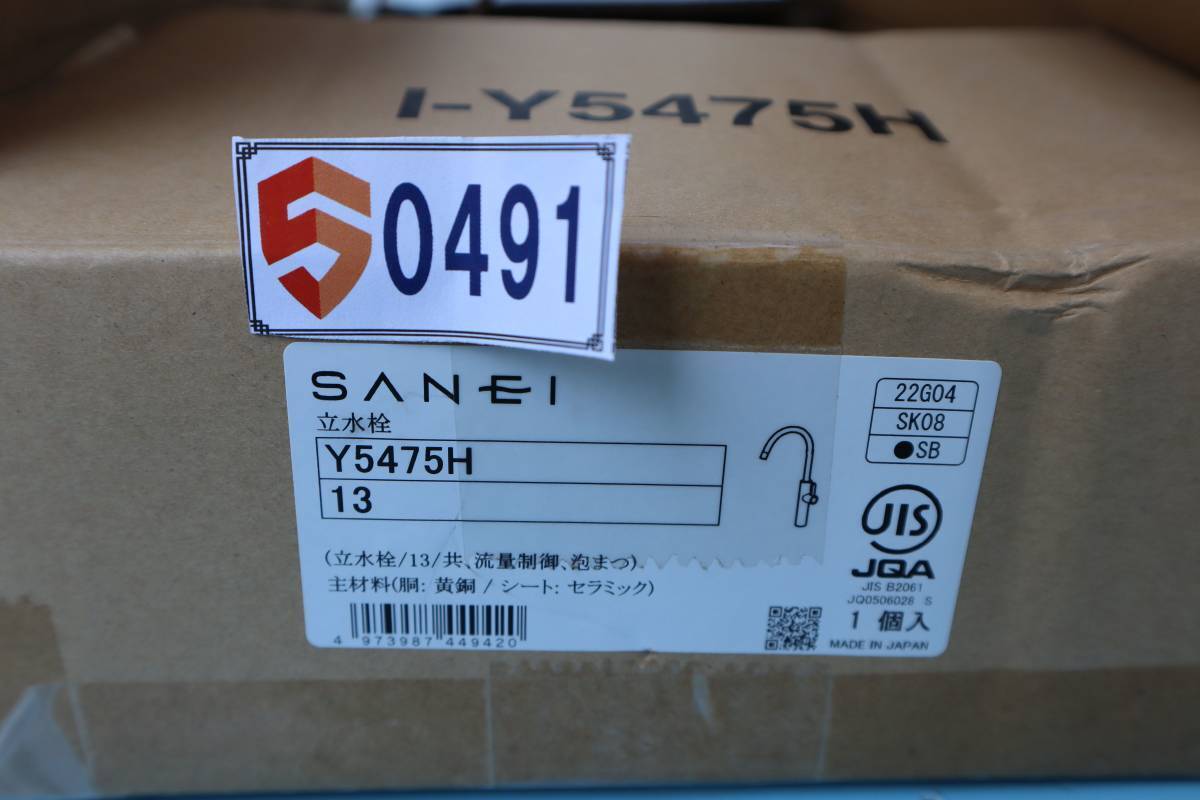 I-Y5475H
0491
SANEI
立水栓
Y5475H
13
(立水栓/13/共、流量制御、泡まつ)
主材料(胴: 黄銅 / シート: セラミック)
4 973987 449420
22G04
SK08
●SB
JIS
JQA
JIS B2061
JQ0506028 S
1 個入
MADE IN JAPAN